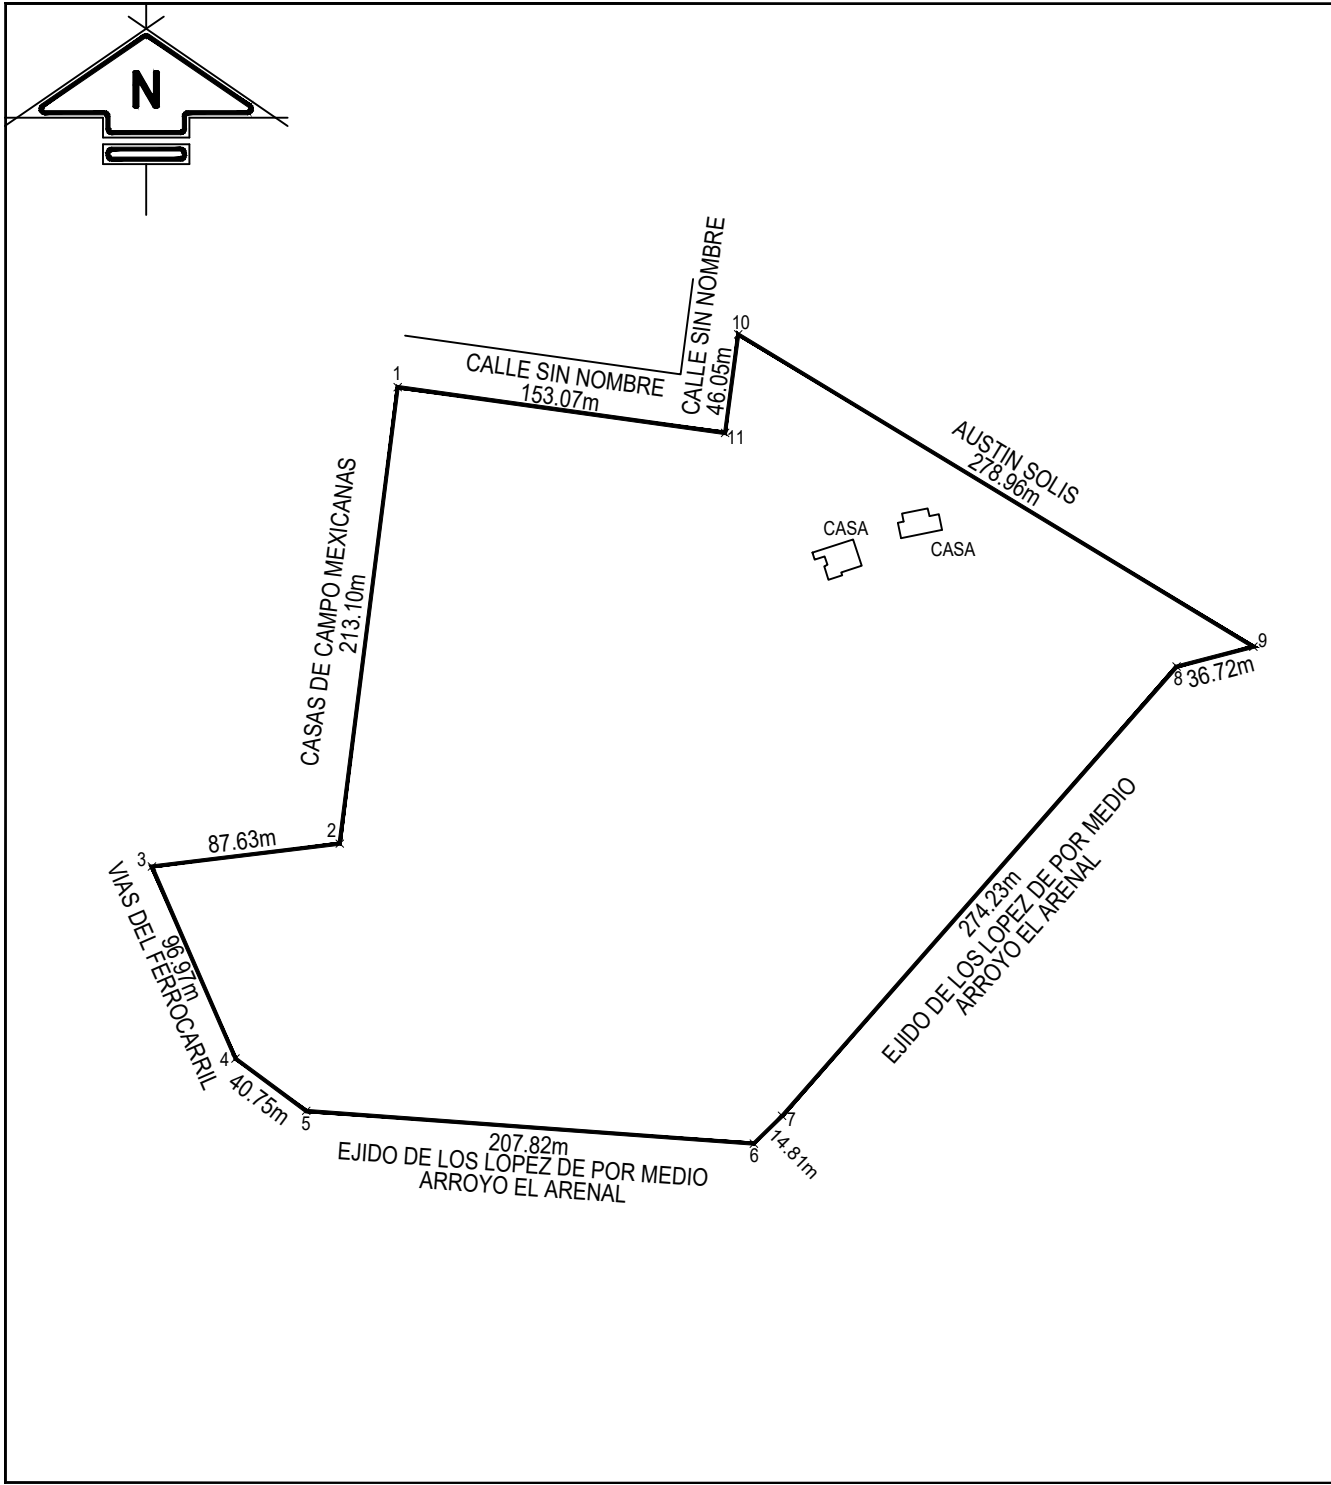 N
CALLE SIN NOMBRE
10
1
CALLE SIN NOMBRE
153.07m
46.05m
11
AUSTIN SOLIS
278.96m
CASA
CASA
CASAS DE CAMPO MEXICANAS
213.10m
9
8
36.72m
2
87.63m
3
VIAS DEL FERROCARRIL
96.97m
274.23m
EJIDO DE LOS LOPEZ DE POR MEDIO
ARROYO EL ARENAL
4
40.75m
5
7
14.81m
6
207.82m
EJIDO DE LOS LOPEZ DE POR MEDIO
ARROYO EL ARENAL